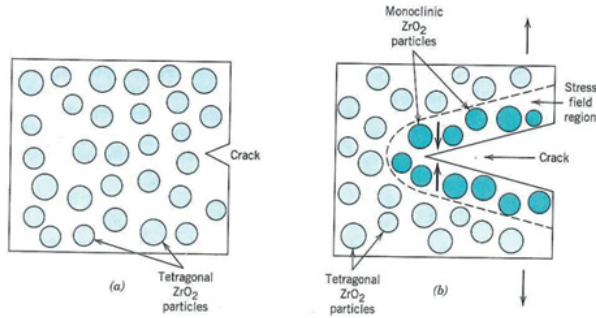 Crack
Tetragonal
ZrO2
particles
(a)
Monoclinic
ZrO2
particles
Stress
field
region
Crack
Tetragonal
ZrO2
particles
(b)